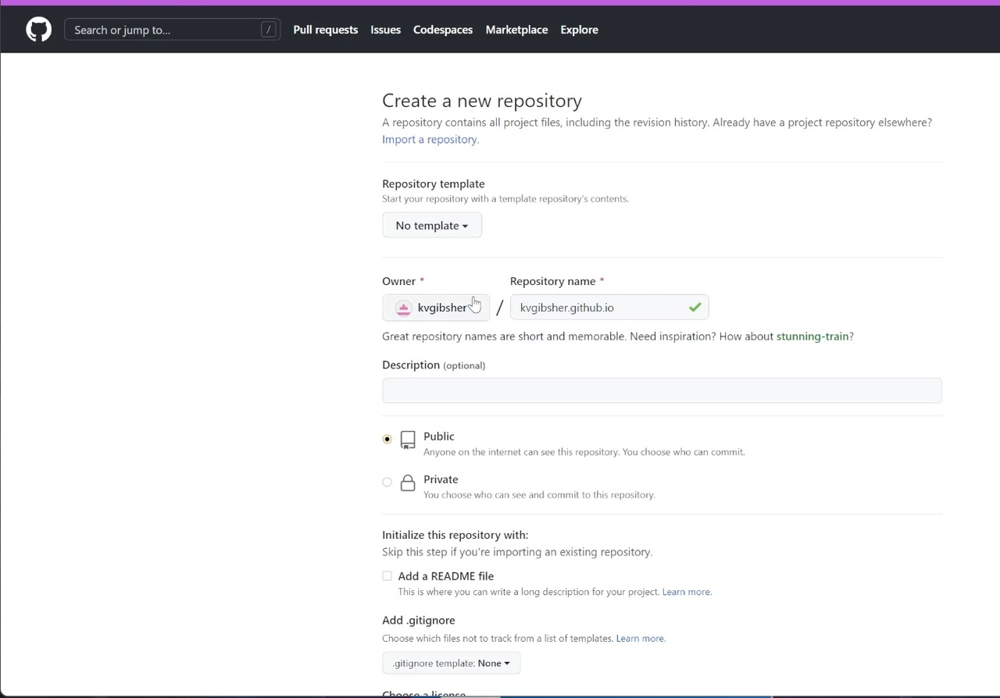 Search or jump to... /
Pull requests
Issues
Codespaces
Marketplace
Explore
Create a new repository
A repository contains all project files, including the revision history. Already have a project repository elsewhere?
Import a repository.
Repository template
Start your repository with a template repository's contents.
No template
Owner *
Repository name *
kvgibsher / kvgibsher.github.io
Great repository names are short and memorable. Need inspiration? How about stunning-train?
Description (optional)
Public
Anyone on the internet can see this repository. You choose who can commit.
Private
You choose who can see and commit to this repository.
Initialize this repository with:
Skip this step if you're importing an existing repository.
Add a README file
This is where you can write a long description for your project. Learn more.
Add .gitignore
Choose which files not to track from a list of templates. Learn more.
.gitignore template: None
Choose a license